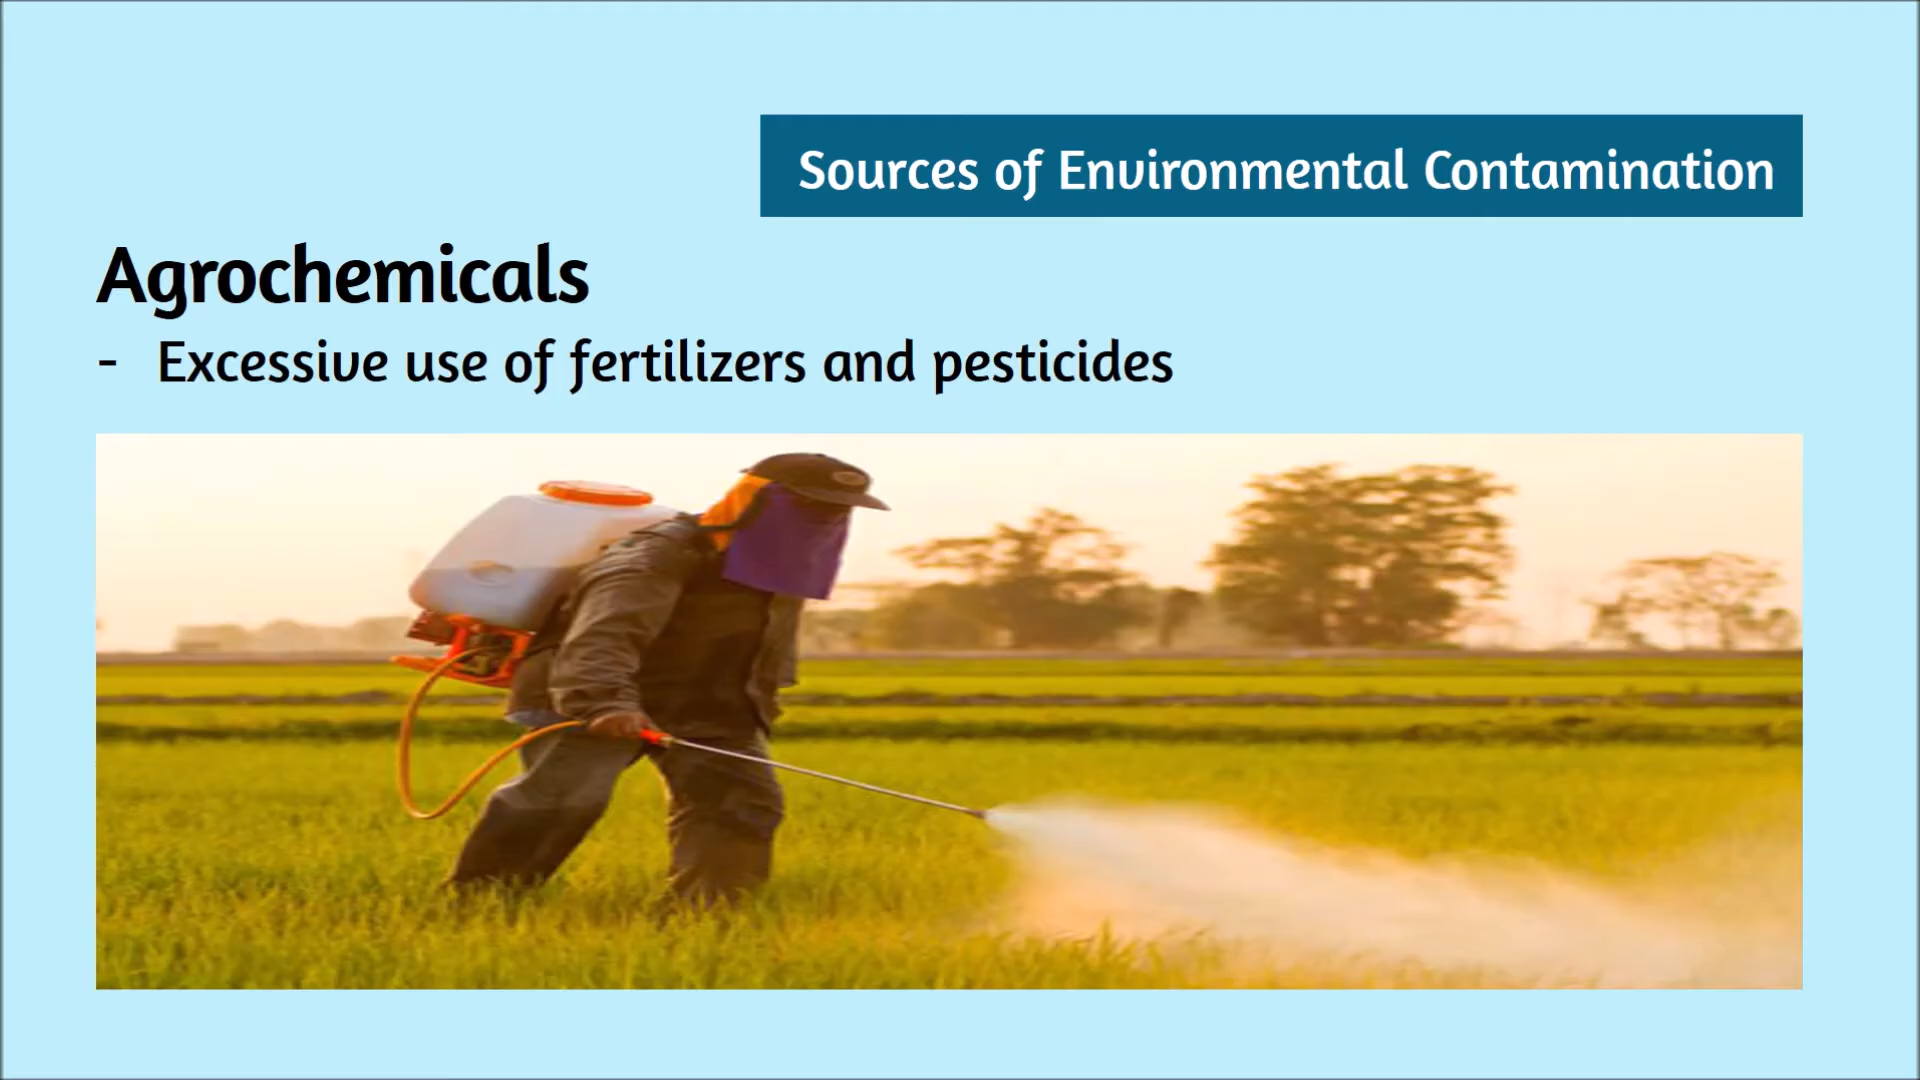 Sources of Environmental Contamination
Agrochemicals
- Excessive use of fertilizers and pesticides